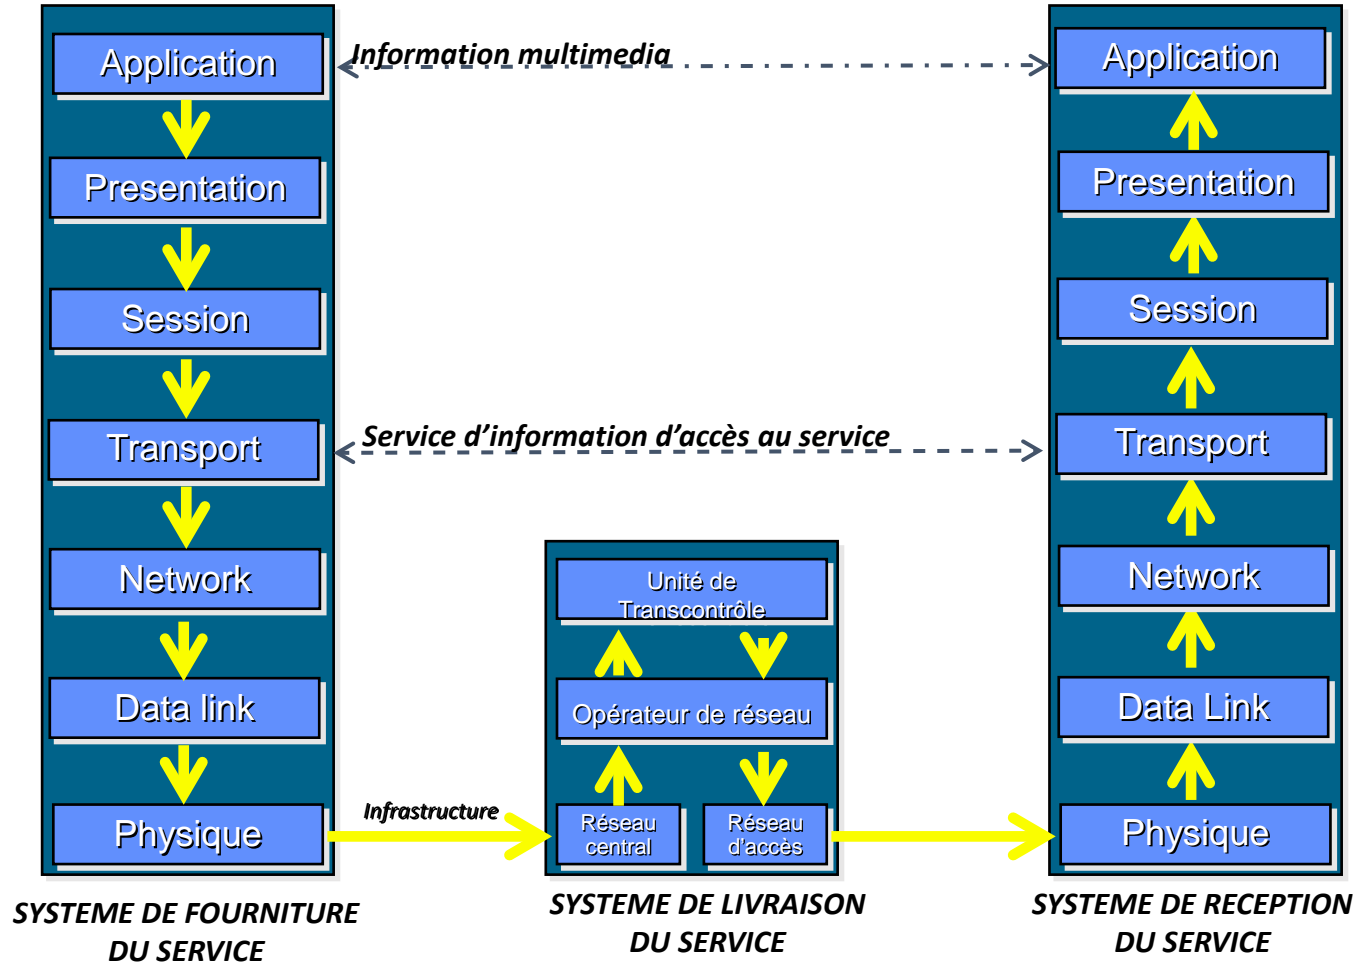 Application
Information multimedia
Application
Presentation
Presentation
Session
Session
Transport
Service d’information d’accès au service
Transport
Network
Unité de
Transcontrôle
Network
Data link
Opérateur de réseau
Data Link
Physique
Infrastructure
Réseau
central
Réseau
d'accès
Physique
SYSTEME DE FOURNITURE
DU SERVICE
SYSTEME DE LIVRAISON
DU SERVICE
SYSTEME DE RECEPTION
DU SERVICE